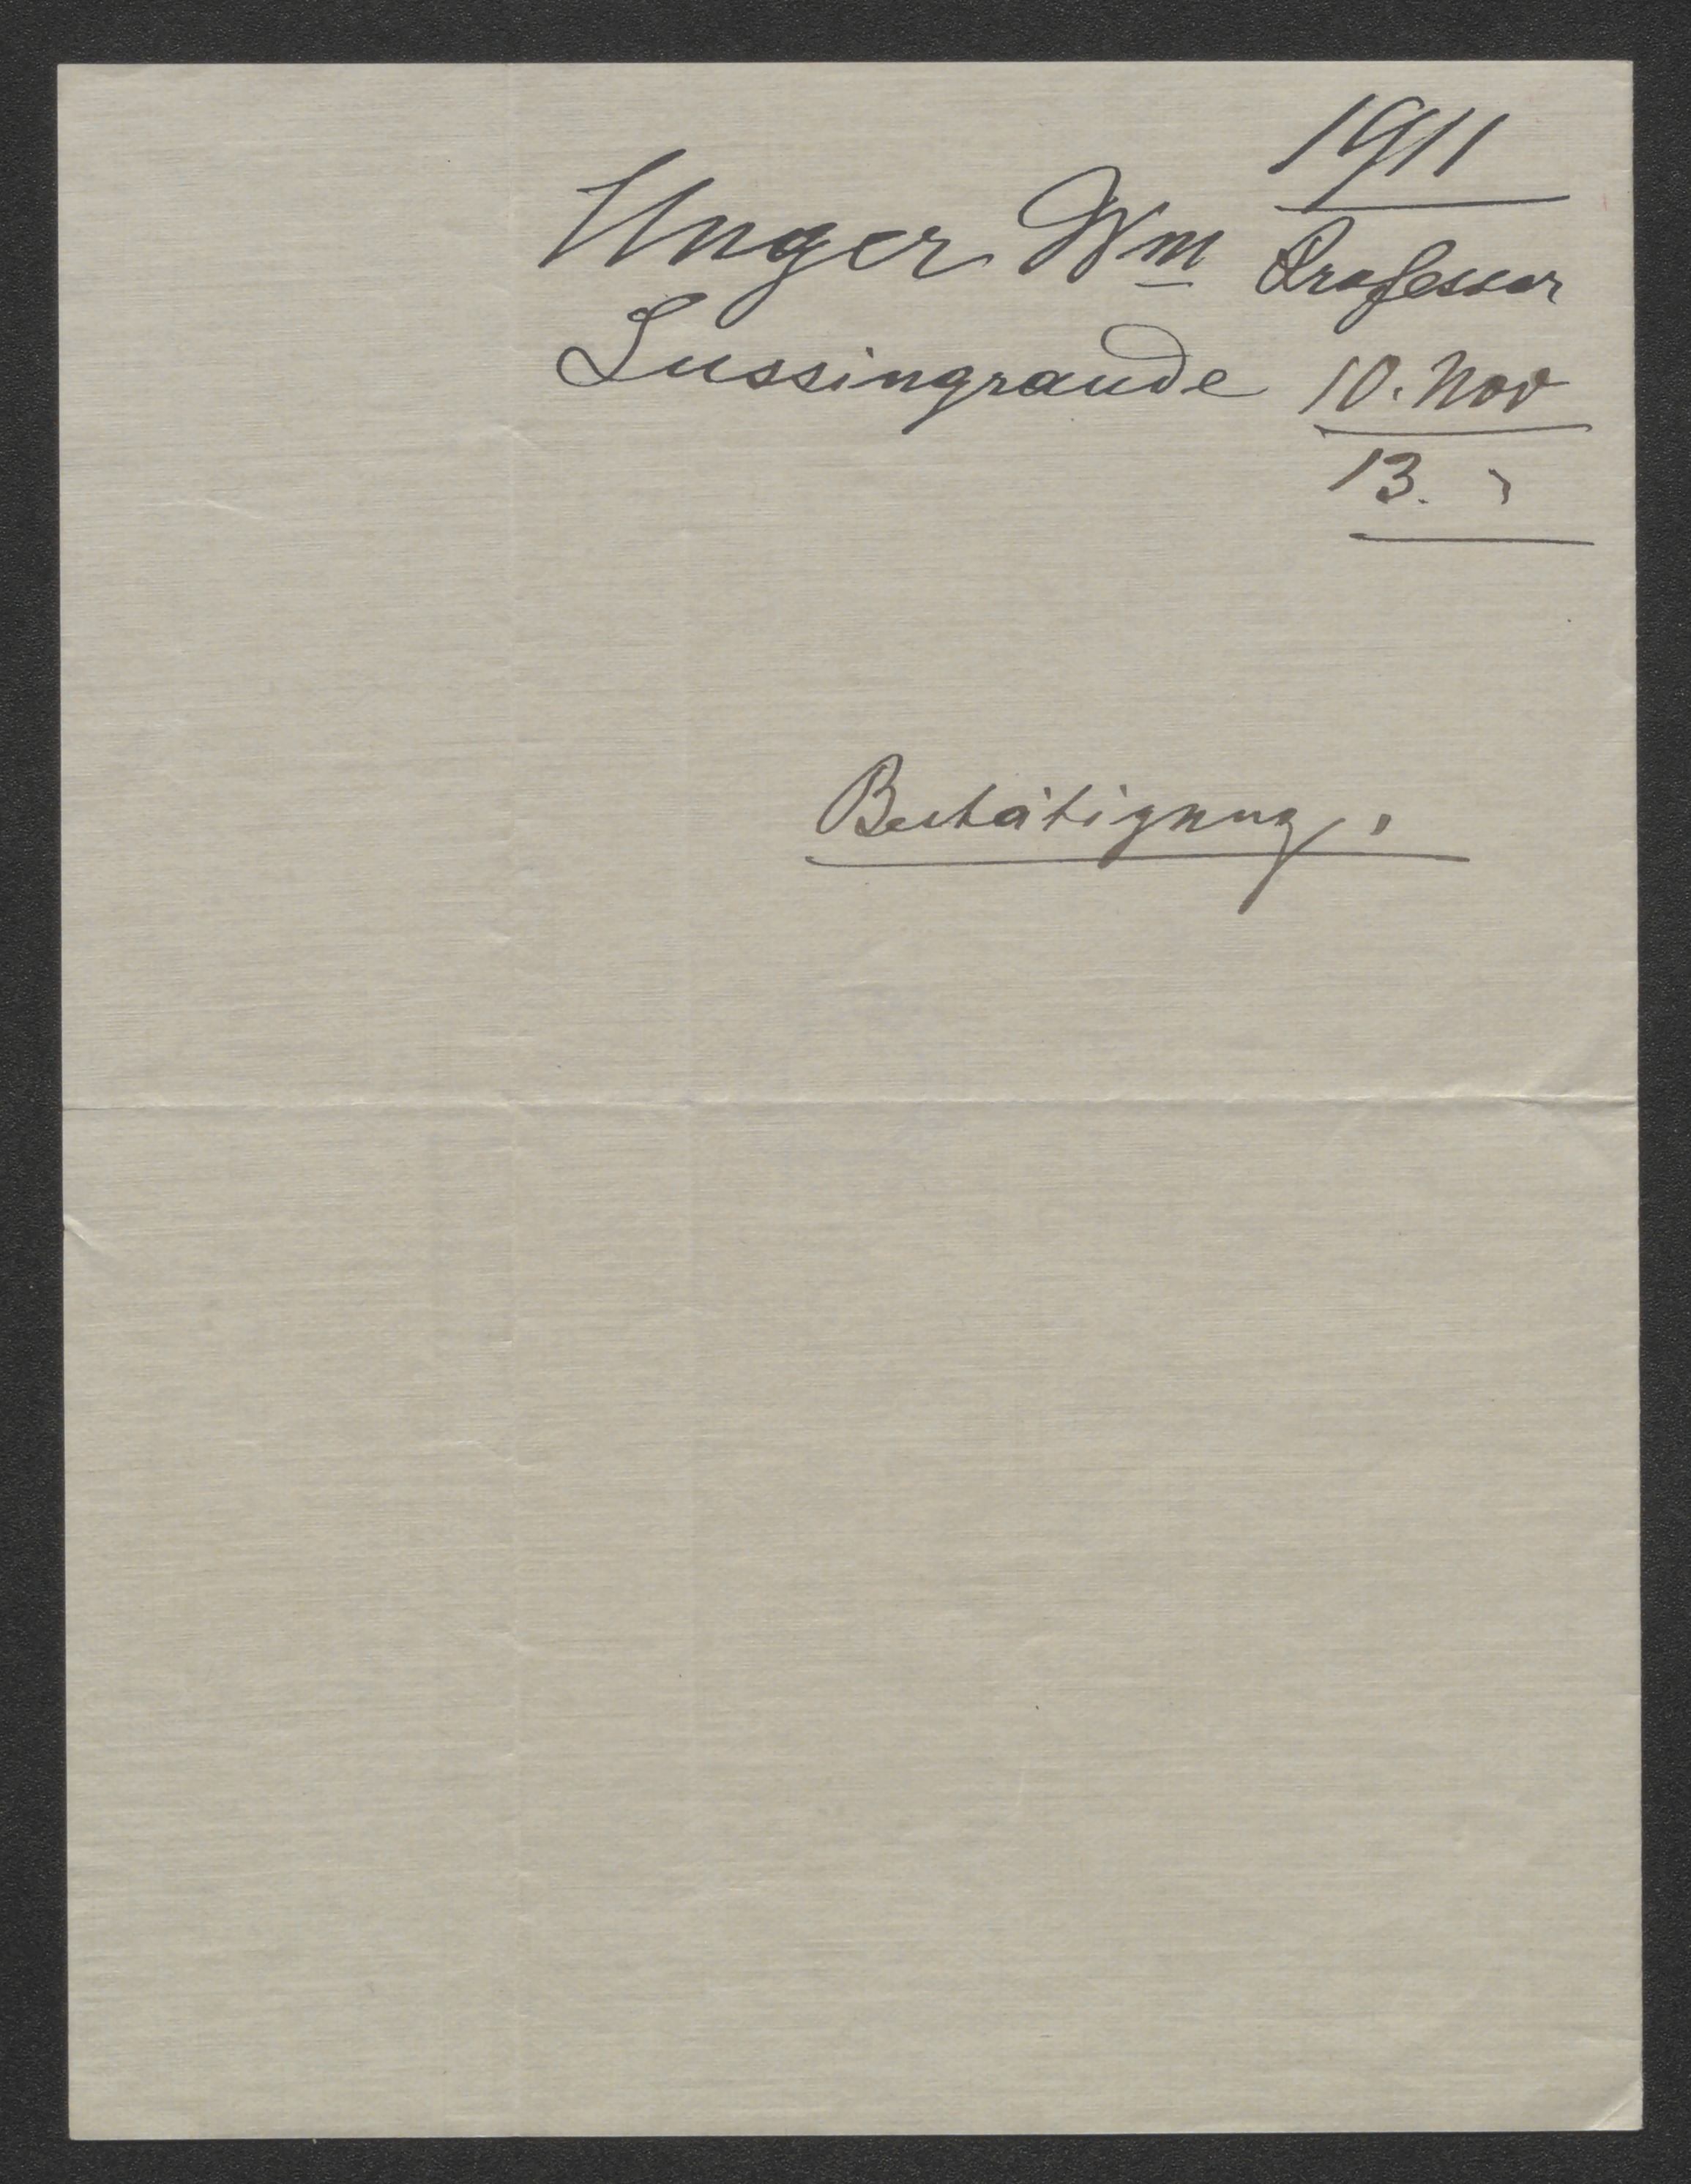 1911
Unger Wm Professor
Lussingrande 10. Nov
13. "
Bestätigung.